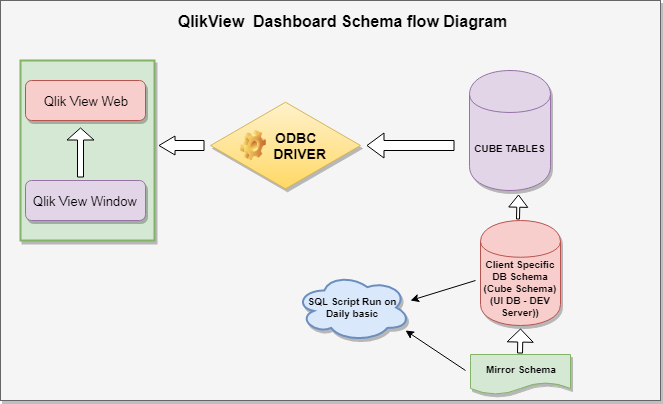 QlikView  Dashboard Schema flow Diagram
Qlik View Web
Qlik View Window
ODBC
DRIVER
CUBE TABLES
Client Specific
DB Schema
(Cube Schema)
(UI DB - DEV
Server))
SQL Script Run on
Daily basic
Mirror Schema